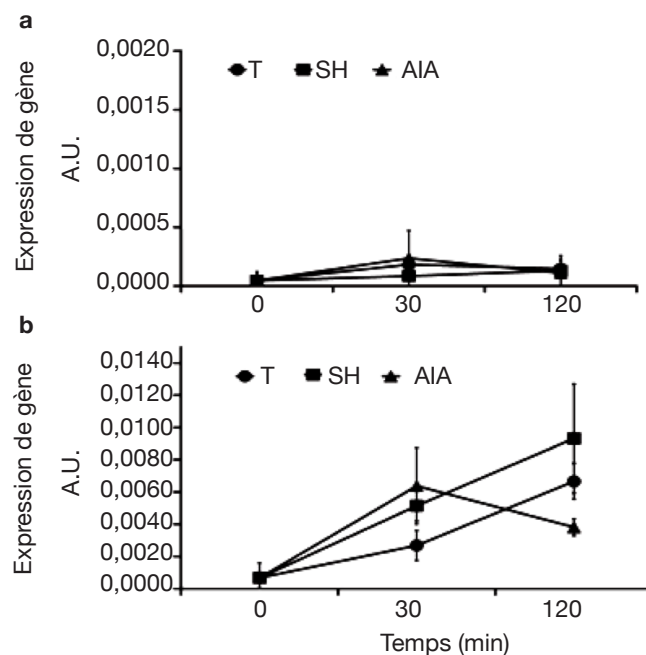 a
Expression de gène
A.U.
0,0020
0,0015
0,0010
0,0005
0,0000
T SH AIA
0 30 120
b
Expression de gène
A.U.
0,0140
0,0120
0,0100
0,0080
0,0060
0,0040
0,0020
0,0000
T SH AIA
0 30 120
Temps (min)